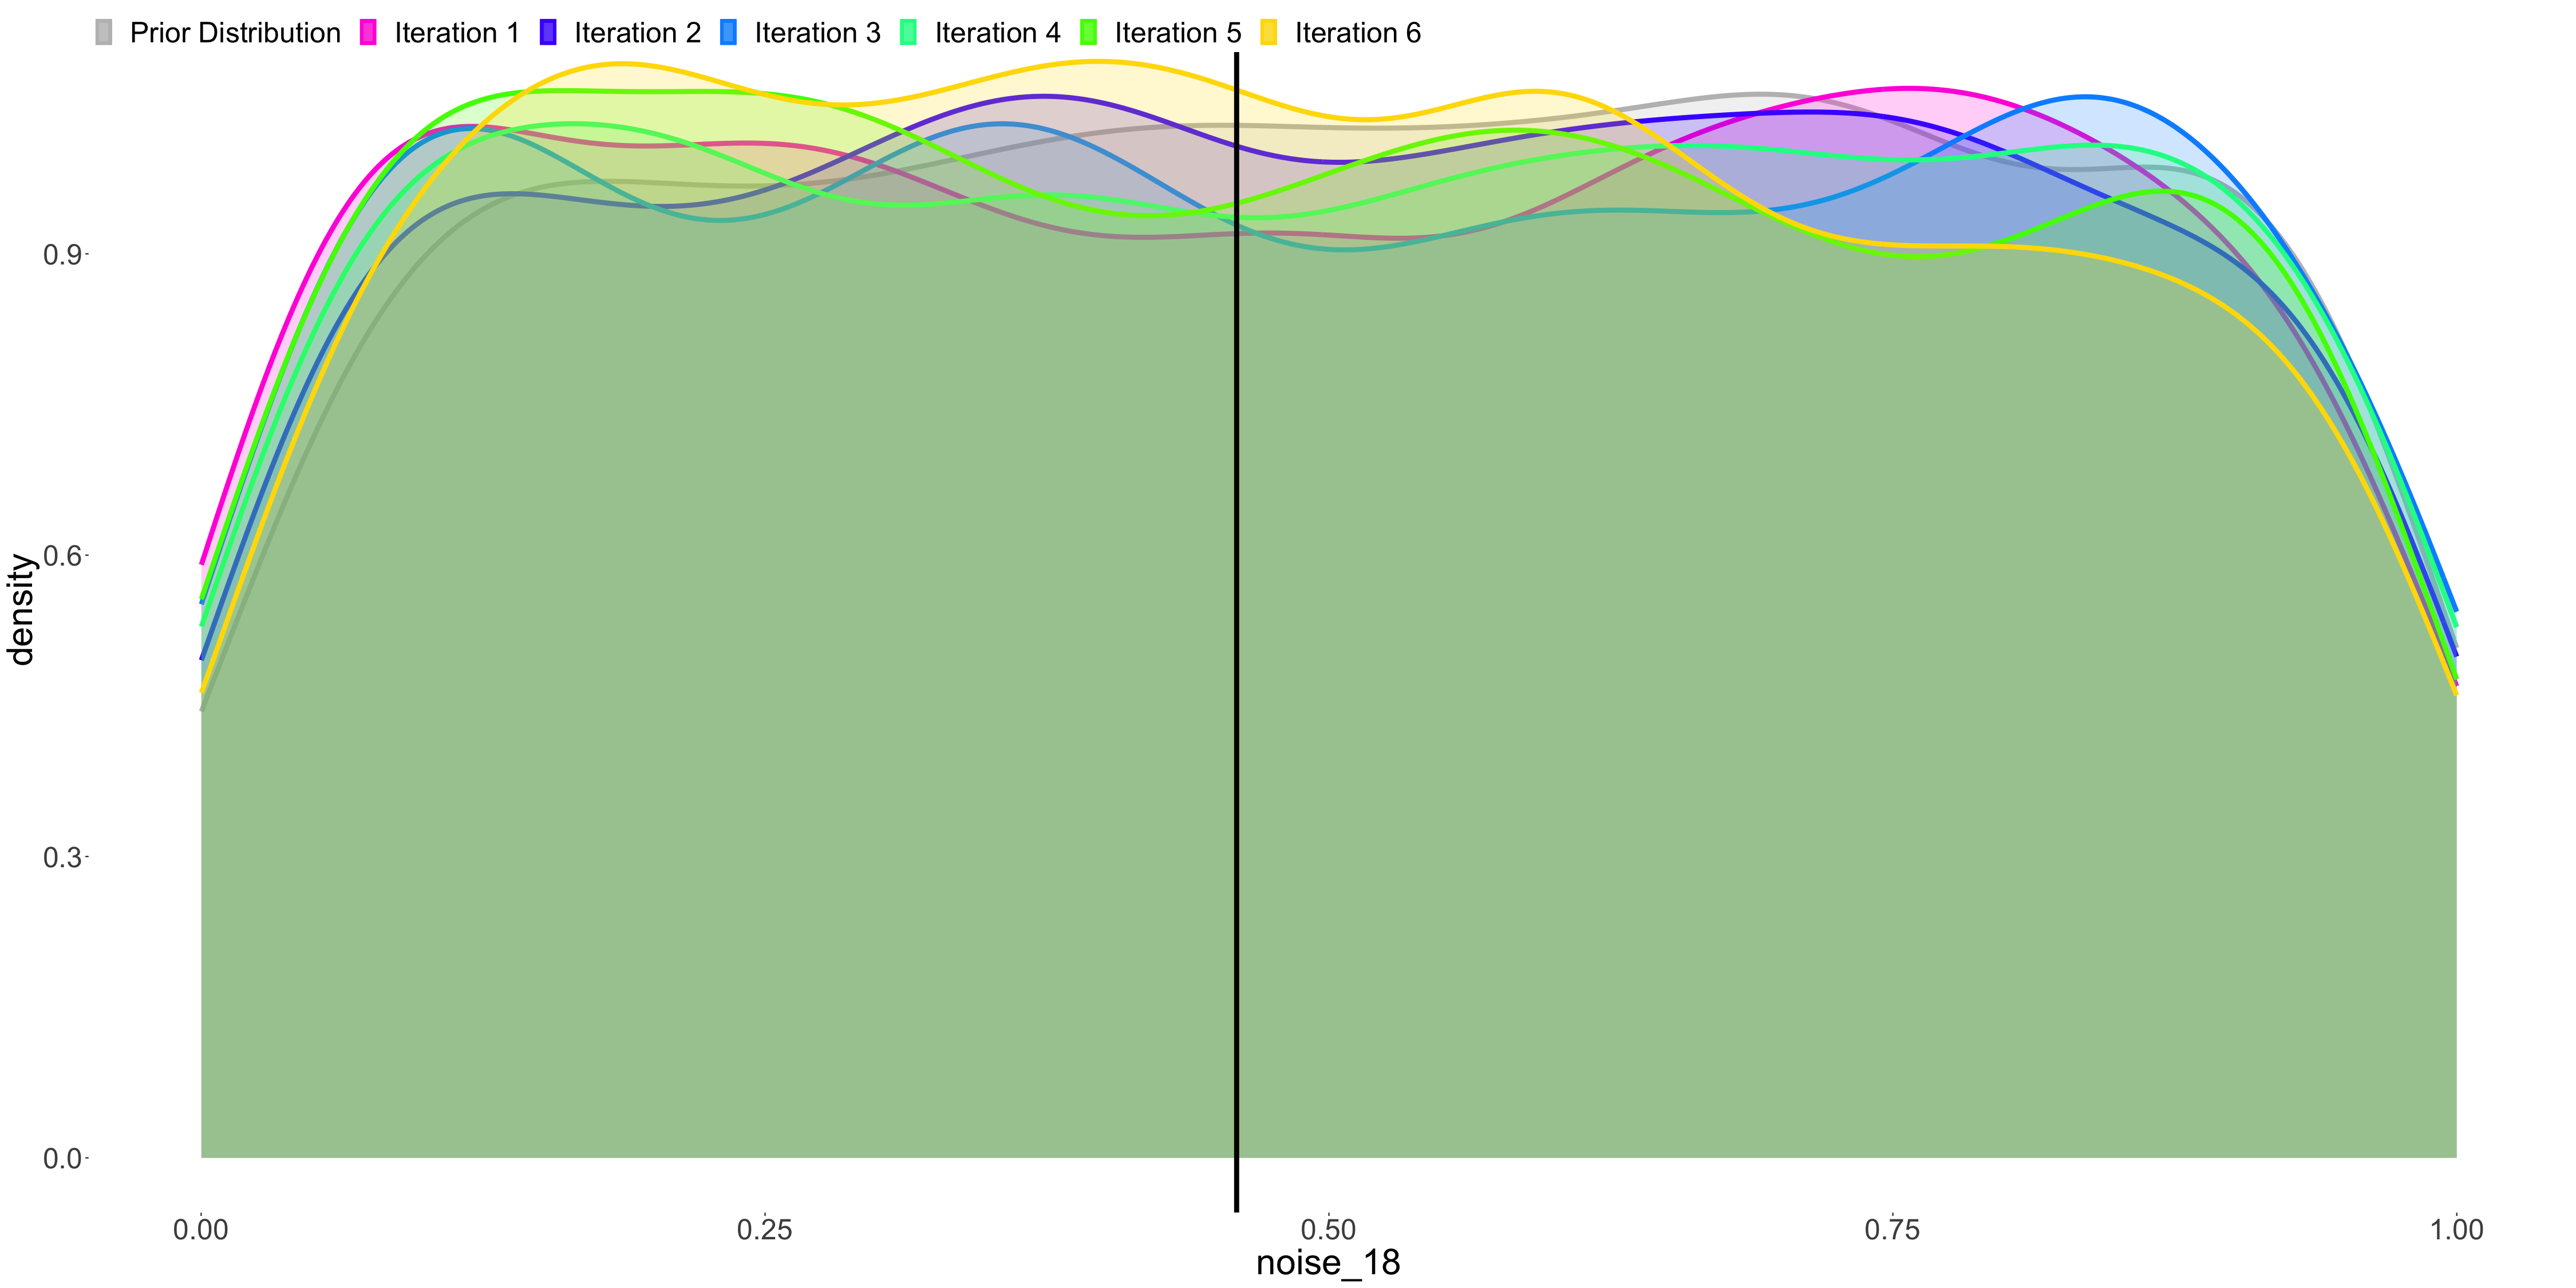 Prior Distribution Iteration 1 Iteration 2 Iteration 3 Iteration 4 Iteration 5 Iteration 6
density
0.9
0.6
0.3
0.0
0.00 0.25 0.50 0.75 1.00
noise_18